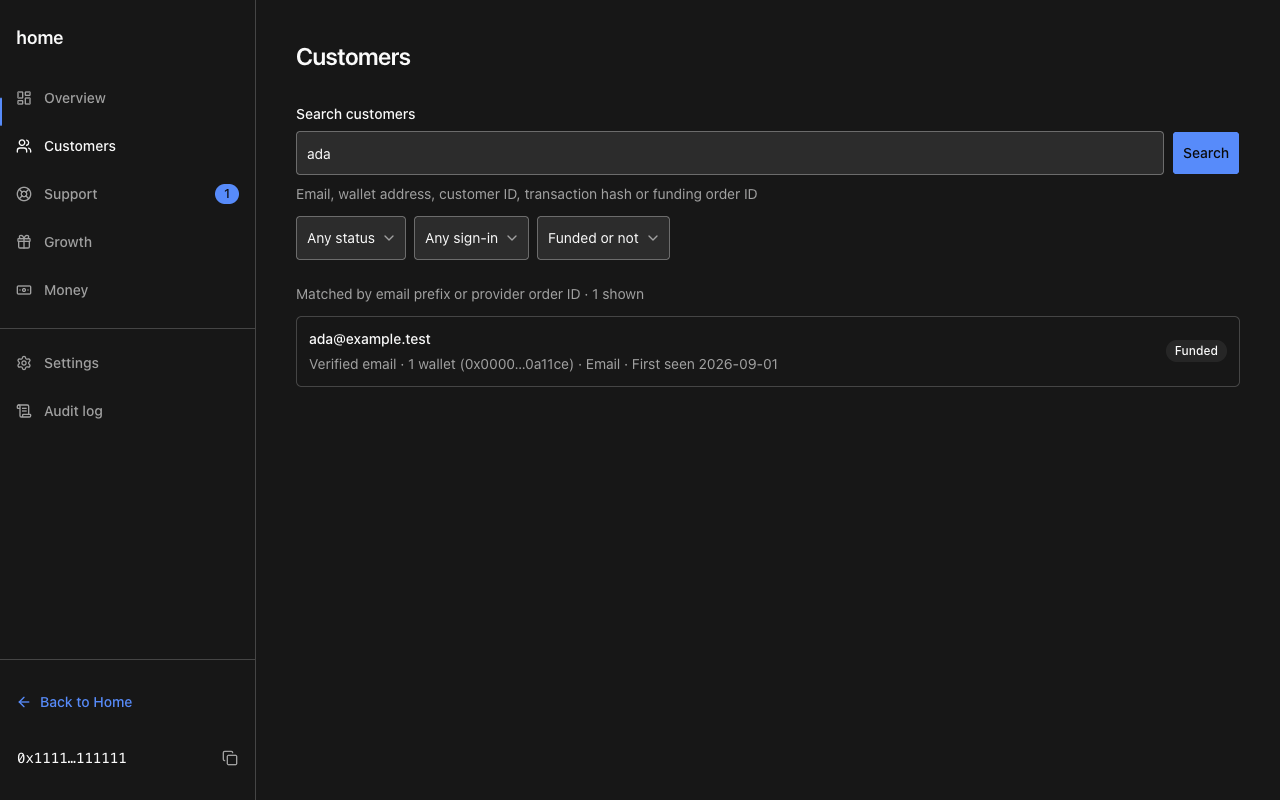 home
Overview
Customers
Support
1
Growth
Money
Settings
Audit log
Back to Home
0x1111…111111
Customers
Search customers
ada
Search
Email, wallet address, customer ID, transaction hash or funding order ID
Any status
Any sign-in
Funded or not
Matched by email prefix or provider order ID · 1 shown
ada@example.test
Verified email · 1 wallet (0x0000…0a11ce) · Email · First seen 2026-09-01
Funded